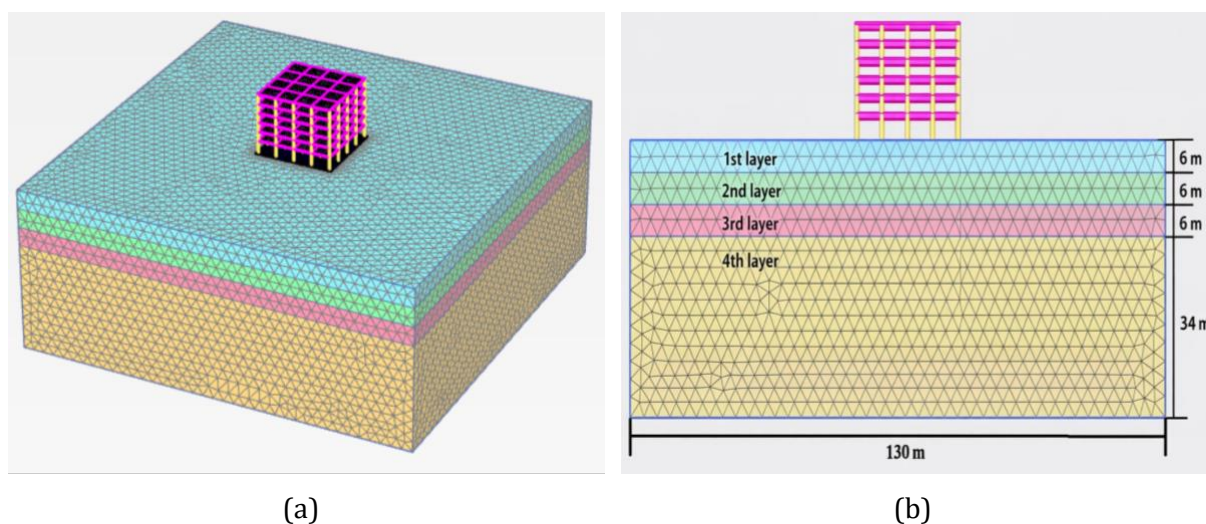 1st layer
6 m
2nd layer
6 m
3rd layer
6 m
4th layer
34 m
130 m
(a)
(b)